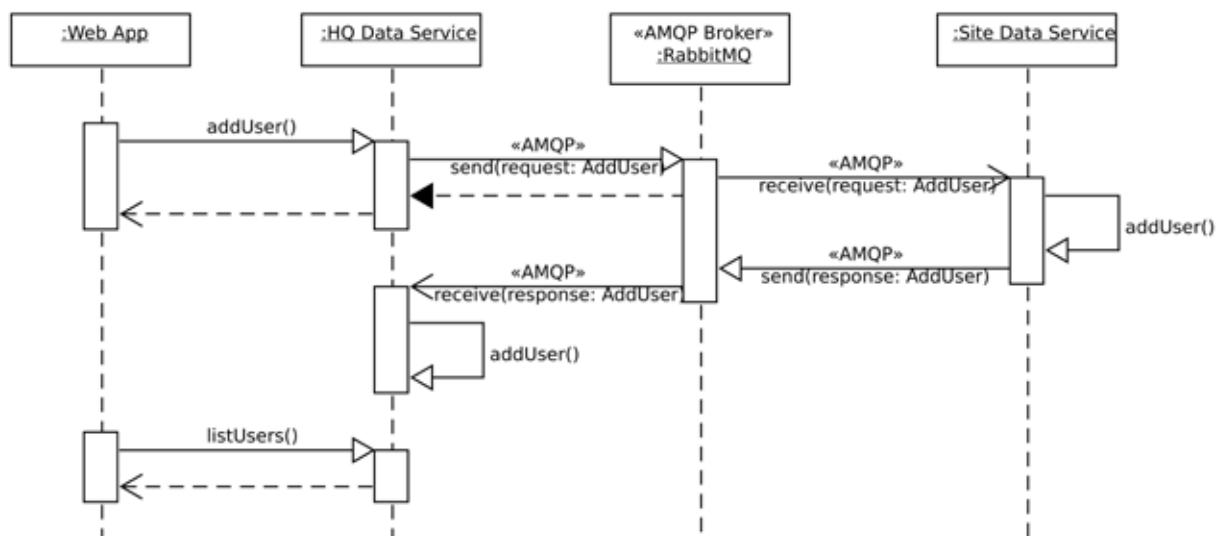 :Web App
:HQ Data Service
«AMQP Broker»
:RabbitMQ
:Site Data Service
addUser()
«AMQP»
send(request: AddUser)
«AMQP»
receive(request: AddUser)
addUser()
«AMQP»
send(response: AddUser)
«AMQP»
receive(response: AddUser)
addUser()
listUsers()